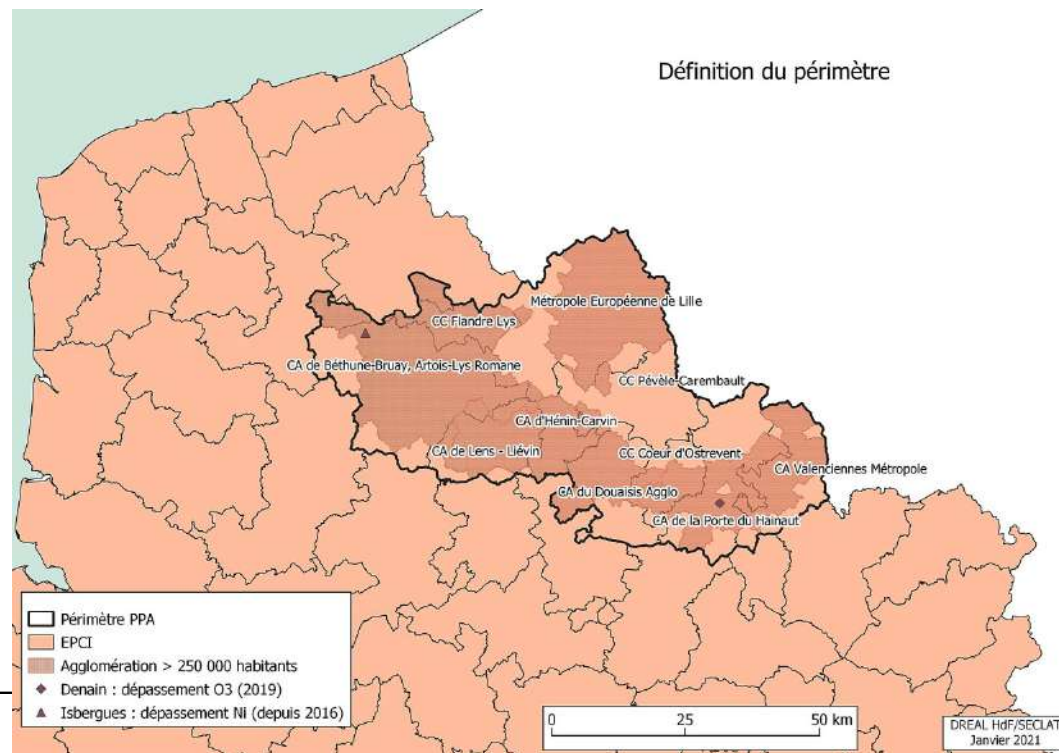 Définition du périmètre
Métropole Européenne de Lille
CC Flandre Lys
CA de Béthune-Bruay, Artois-Lys Romane
CC Pévèle-Carembault
CA d'Hénin-Carvin
CA de Lens - Liévin
CC Coeur d'Ostrevent
CA Valenciennes Métropole
CA du Douaisis Agglo
CA de la Porte du Hainaut
Périmètre PPA
EPCI
Agglomération > 250 000 habitants
Denain : dépassement O3 (2019)
Isbergues : dépassement Ni (depuis 2016)
0 25 50 km
DREAL HdF/SECLAT
Janvier 2021